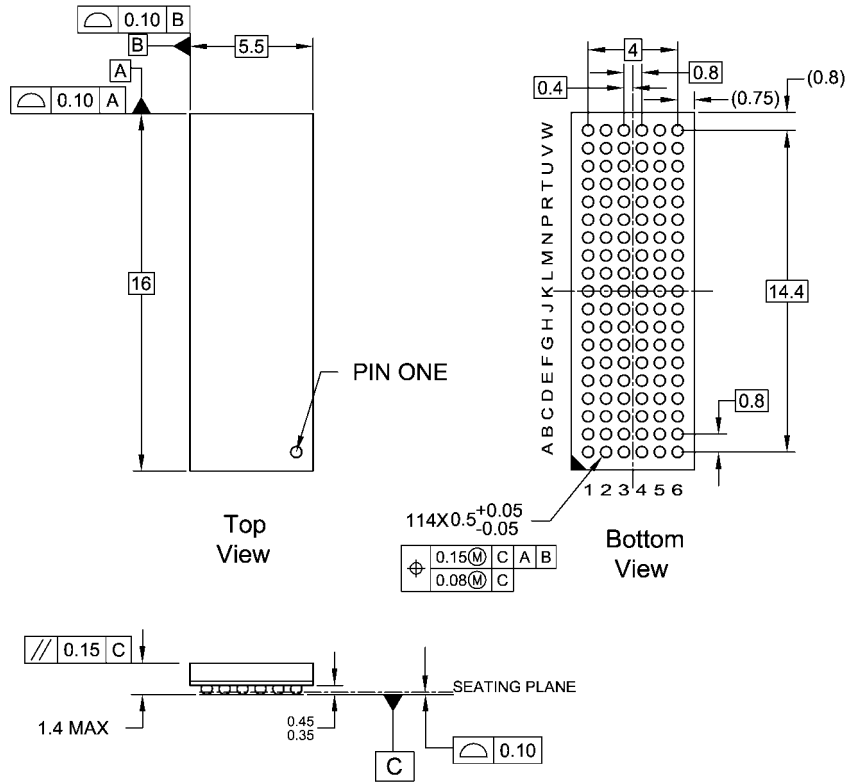 0.10 B
B
5.5
A
0.10 A
16
PIN ONE
Top
View
4
0.8
0.4
(0.75)
(0.8)
W
V
U
T
R
P
N
M
L
K
J
H
G
F
E
D
C
B
A
14.4
0.8
1 2 3 4 5 6
114X0.5 +0.05
-0.05
⌖ 0.15Ⓜ C A B
0.08Ⓜ C
Bottom
View
// 0.15 C
1.4 MAX
0.45
0.35
SEATING PLANE
C
0.10